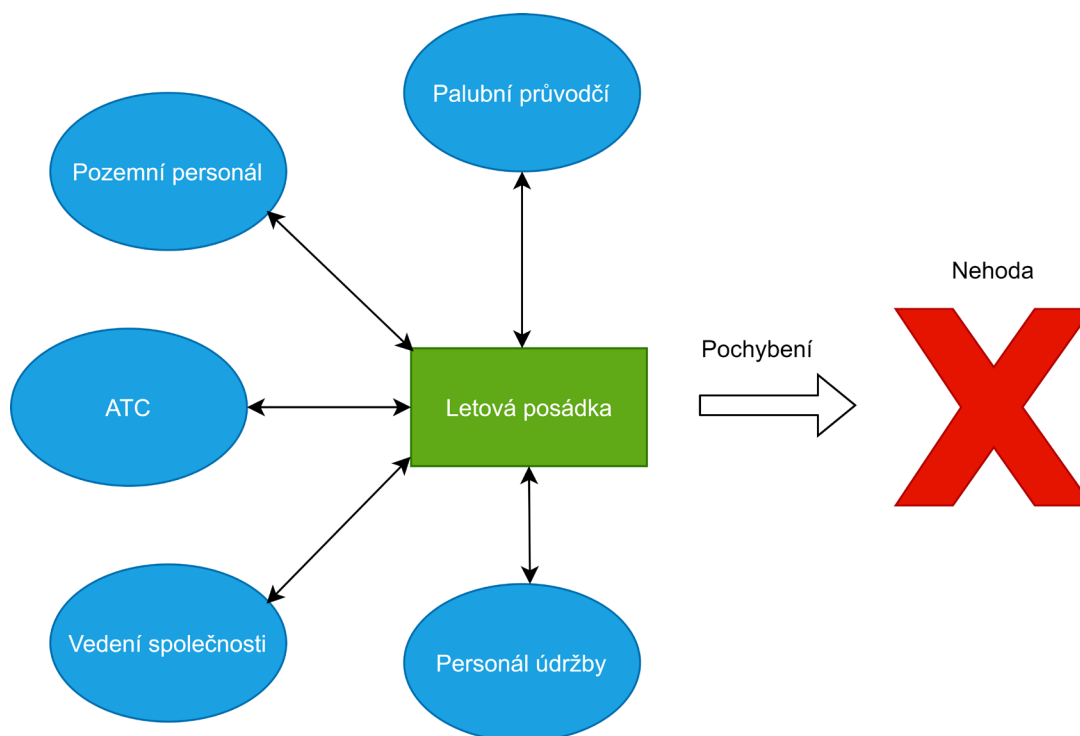 Palubní průvodčí
Pozemní personál
Nehoda
Pochybení
ATC
Letová posádka
Vedení společnosti
Personál údržby